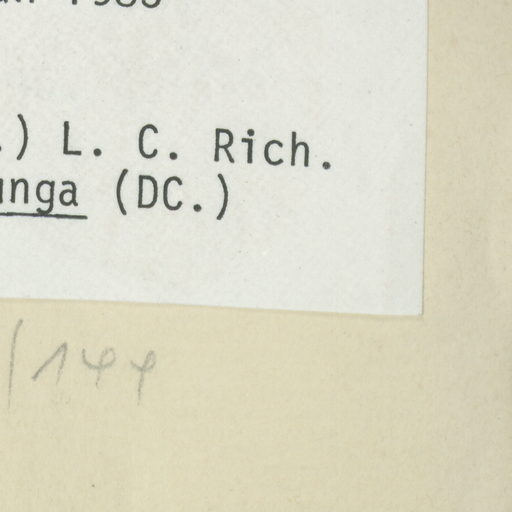 .) L. C. Rich.
unga (DC.)
/144